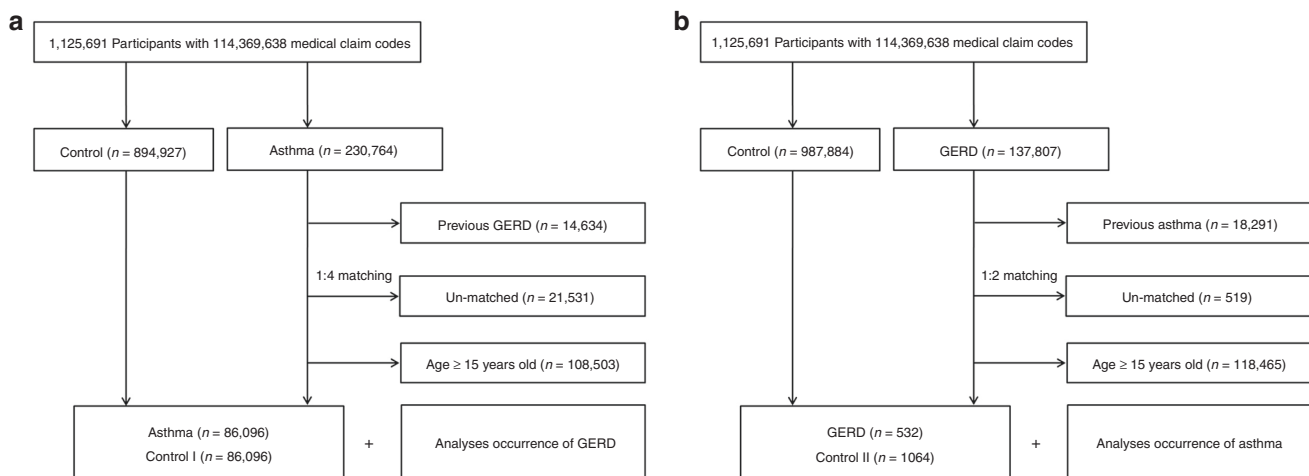 a
1,125,691 Participants with 114,369,638 medical claim codes
Control (n = 894,927)
Asthma (n = 230,764)
Previous GERD (n = 14,634)
1:4 matching
Un-matched (n = 21,531)
Age ≥ 15 years old (n = 108,503)
Asthma (n = 86,096)
Control I (n = 86,096)
+
Analyses occurrence of GERD
b
1,125,691 Participants with 114,369,638 medical claim codes
Control (n = 987,884)
GERD (n = 137,807)
Previous asthma (n = 18,291)
1:2 matching
Un-matched (n = 519)
Age ≥ 15 years old (n = 118,465)
GERD (n = 532)
Control II (n = 1064)
+
Analyses occurrence of asthma